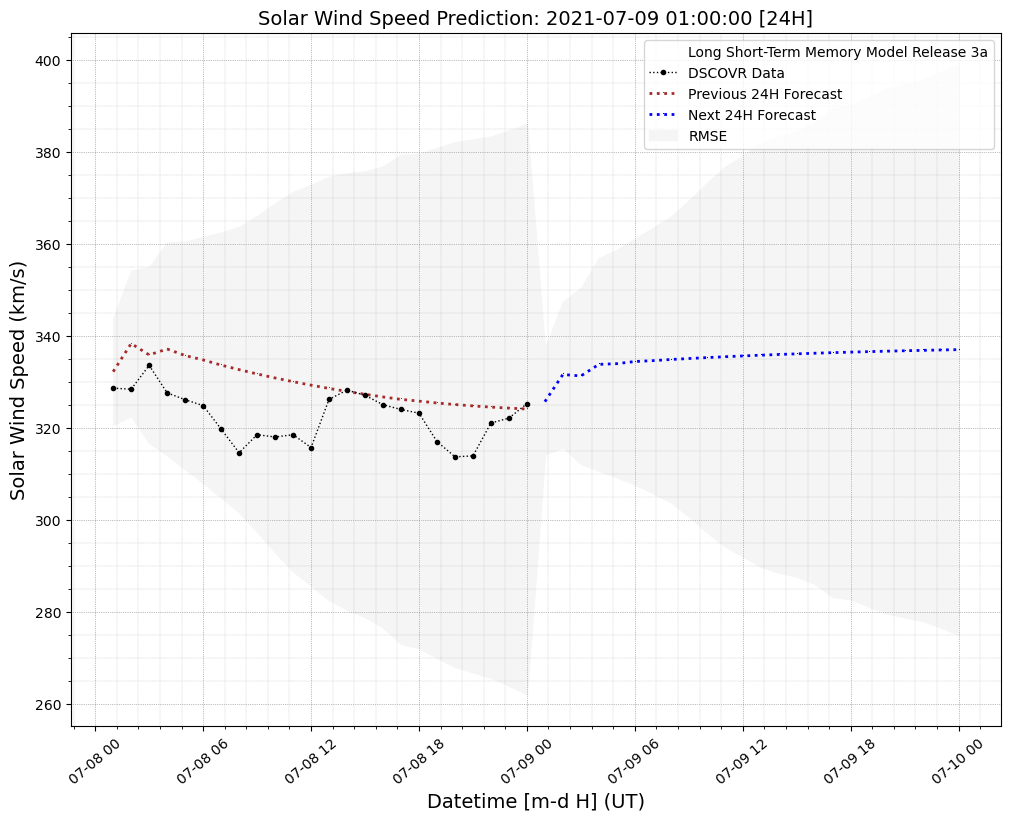 Solar Wind Speed Prediction: 2021-07-09 01:00:00 [24H]
Long Short-Term Memory Model Release 3a
DSCOVR Data
Previous 24H Forecast
Next 24H Forecast
RMSE
Solar Wind Speed (km/s)
400
380
360
340
320
300
280
260
07-08 00
07-08 06
07-08 12
07-08 18
07-09 00
07-09 06
07-09 12
07-09 18
07-10 00
Datetime [m-d H] (UT)